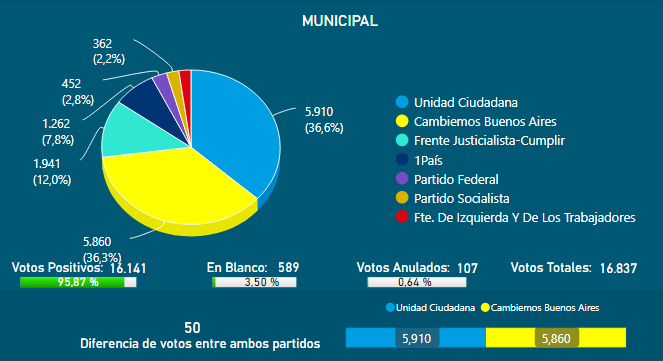 MUNICIPAL
362
(2,2%)
452
(2,8%)
1.262
(7,8%)
1.941
(12,0%)
5.860
(36,3%)
5.910
(36,6%)
Unidad Ciudadana
Cambiemos Buenos Aires
Frente Justicialista-Cumplir
1País
Partido Federal
Partido Socialista
Fte. De Izquierda Y De Los Trabajadores
Votos Positivos: 16.141
95,87 %
En Blanco: 589
3,50 %
Votos Anulados: 107
0,64 %
Votos Totales: 16.837
50
Diferencia de votos entre ambos partidos
Unidad Ciudadana Cambiemos Buenos Aires
5,910 5,860